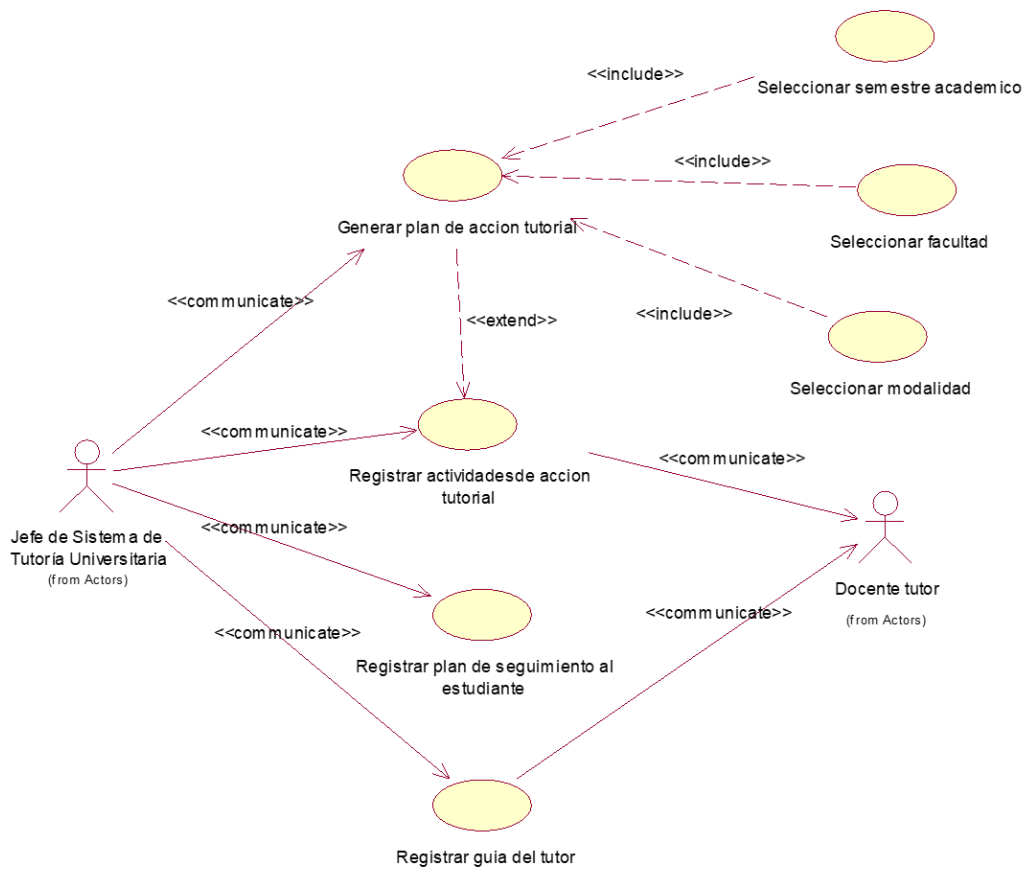 <<include>>
Seleccionar semestre academico
<<include>>
Generar plan de accion tutorial
Seleccionar facultad
<<communicate>>
<<extend>>
<<include>>
Seleccionar modalidad
<<communicate>>
Registrar actividadesde accion
tutorial
<<communicate>>
Jefe de Sistema de
Tutoría Universitaria
(from Actors)
<<communicate>>
Docente tutor
(from Actors)
<<communicate>>
<<communicate>>
Registrar plan de seguimiento al
estudiante
Registrar guia del tutor